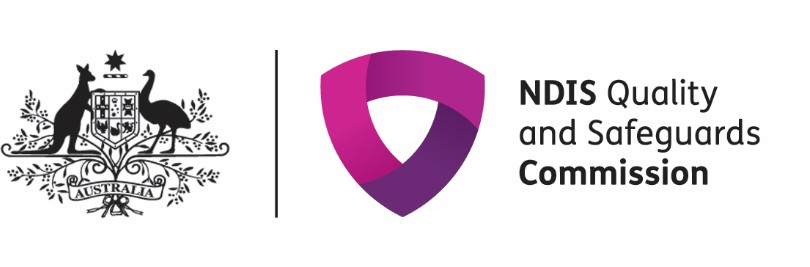 AUSTRALIA
NDIS Quality
and Safeguards
Commission